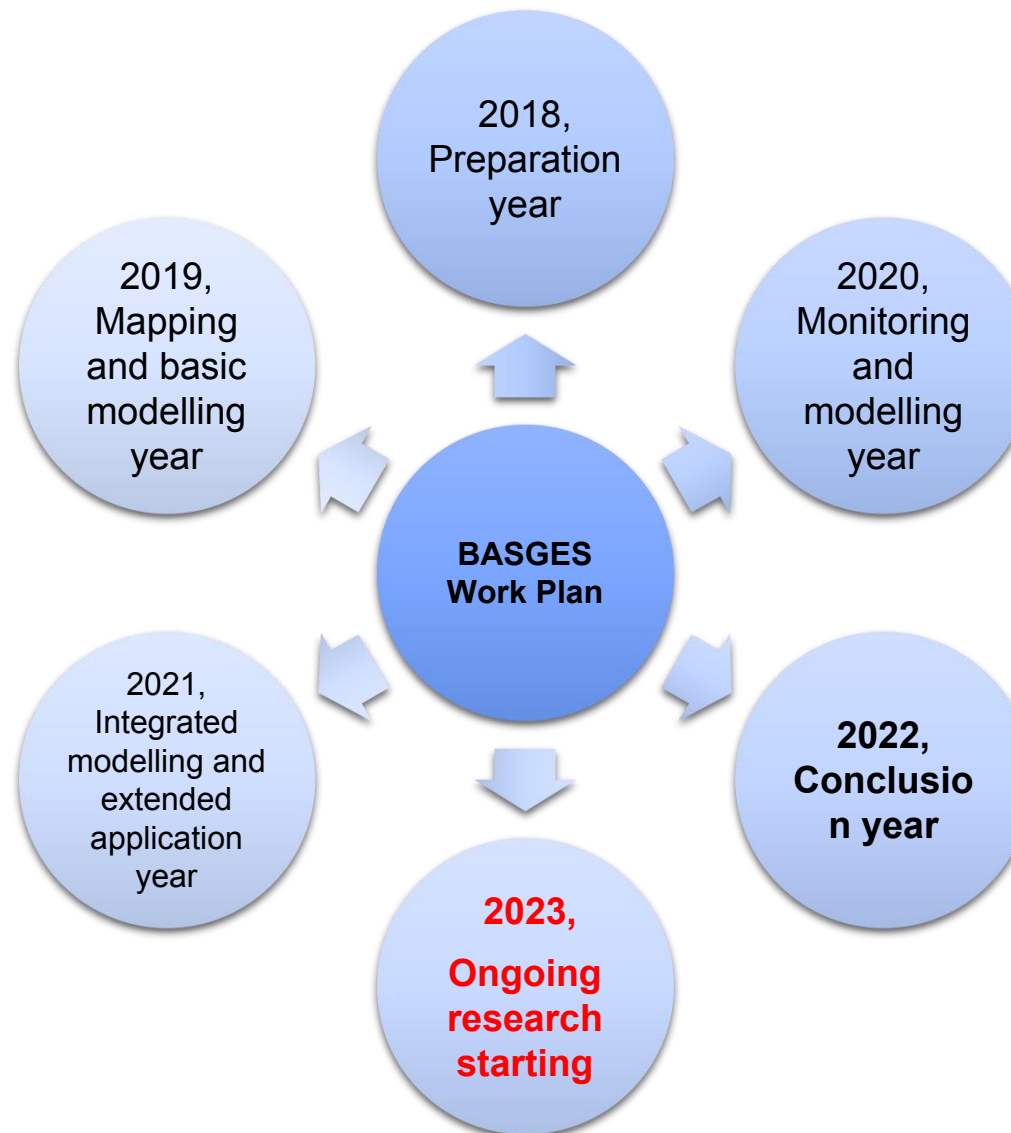 2018,
Preparation
year
2019,
Mapping
and basic
modelling
year
2020,
Monitoring
and
modelling
year
BASGES
Work Plan
2021,
Integrated
modelling and
extended
application
year
2022,
Conclusio
n year
2023,
Ongoing
research
starting